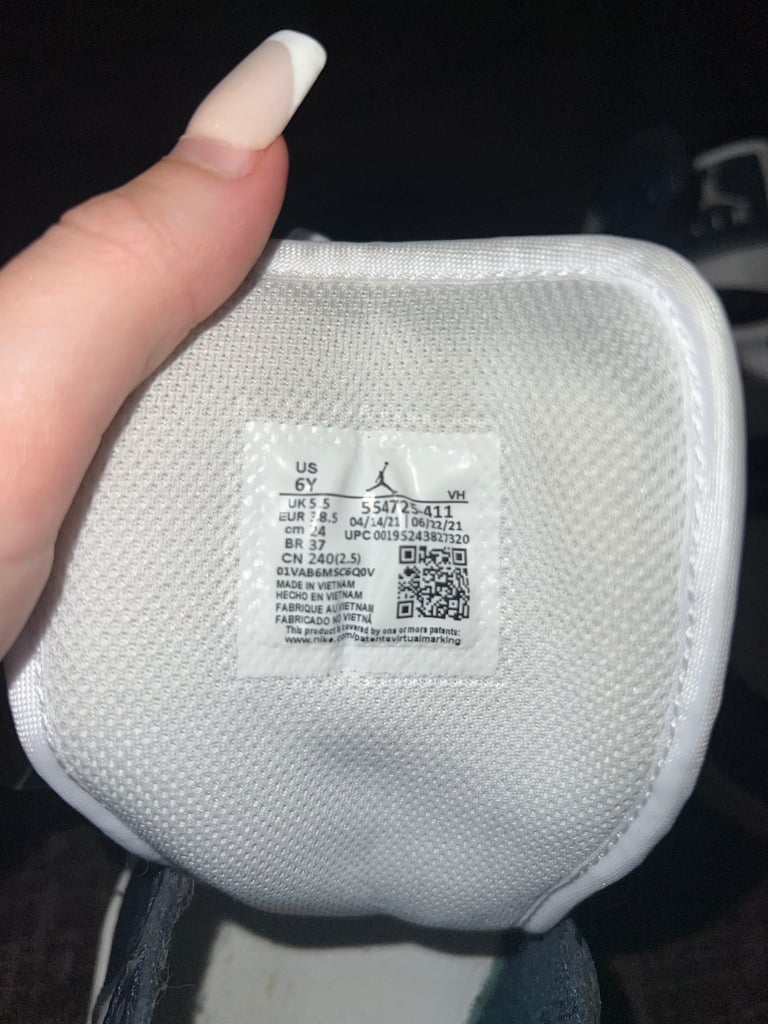 US
6Y
VH
UK 5.5
554725-411
EUR 38.5
04/14/21 06/22/21
cm 24
UPC 00195243827320
BR 37
CN 240(2.5)
01VAB6MSC6Q0V
MADE IN VIETNAM
HECHO EN VIETNAM
FABRIQUE AU VIETNAM
FABRICADO NO VIETNÃ
This product is covered by one or more patents:
www.nike.com/patentsvirtualmarking